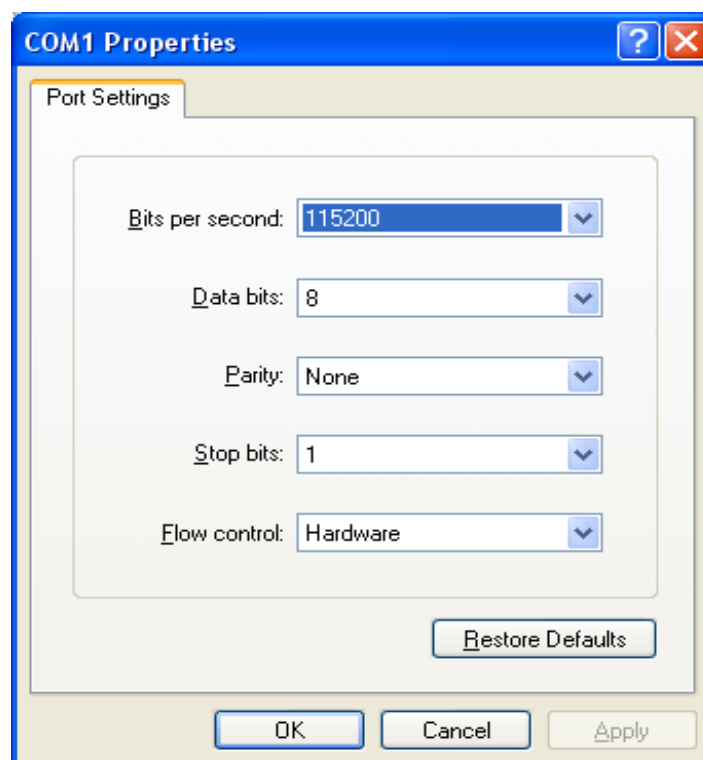 COM1 Properties
Port Settings
Bits per second: 115200
Data bits: 8
Parity: None
Stop bits: 1
Flow control: Hardware
Restore Defaults
OK Cancel Apply